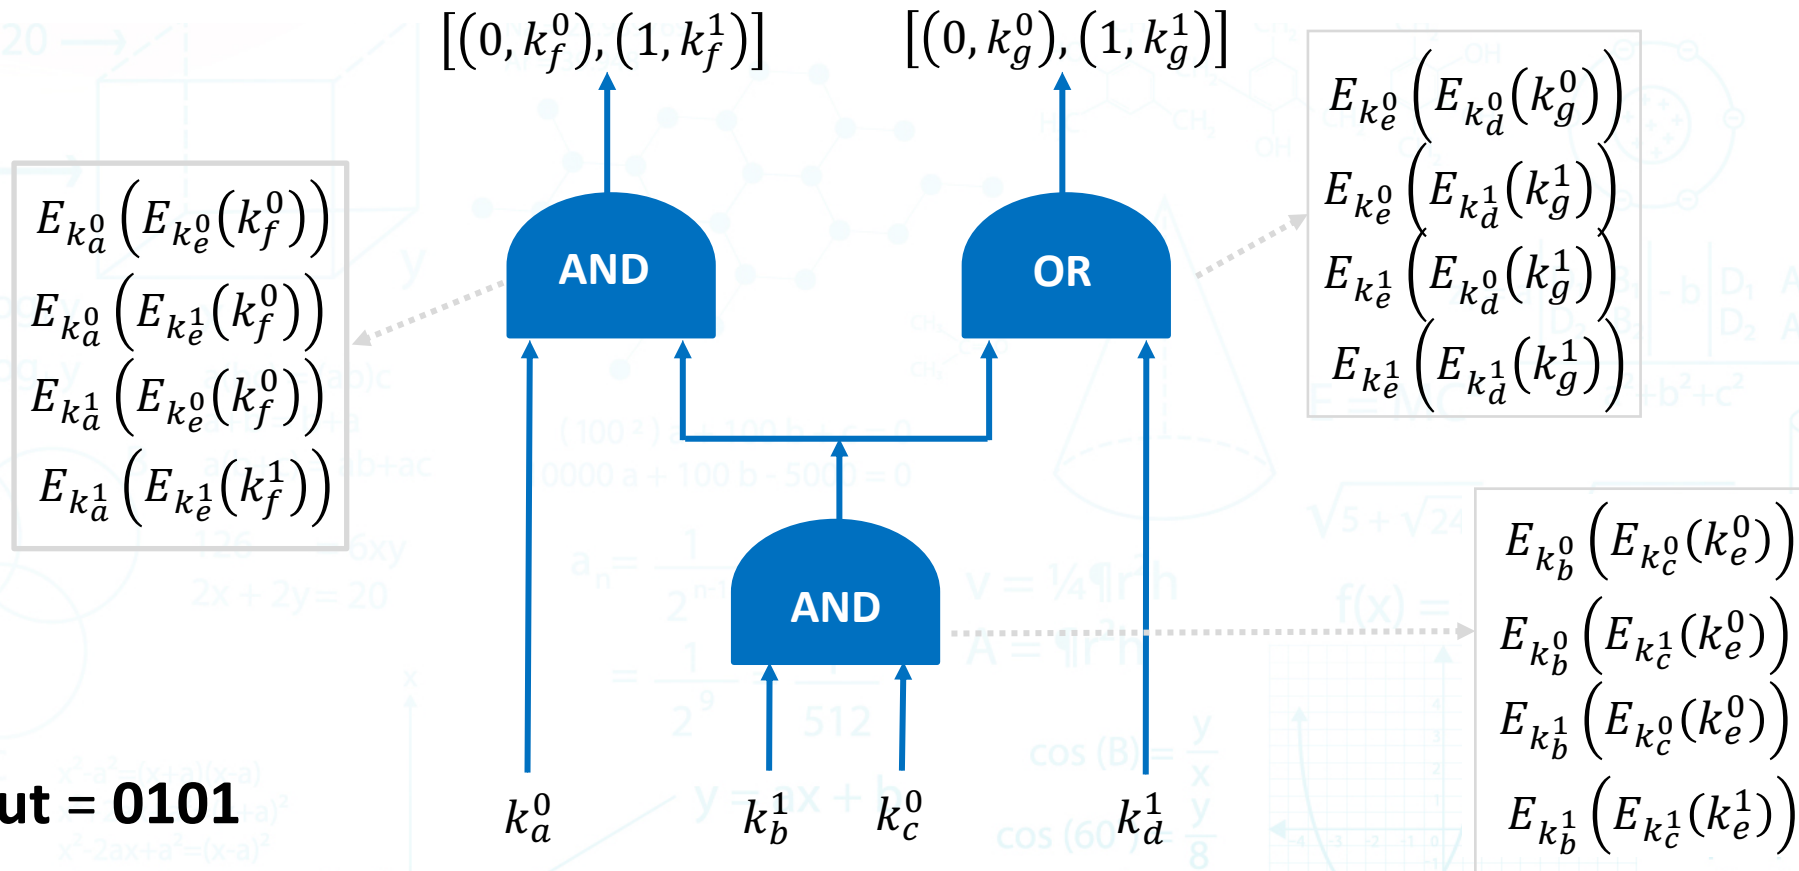 [(0, k_f^0), (1, k_f^1)]
[(0, k_g^0), (1, k_g^1)]
E_{k_e^0}(E_{k_d^0}(k_g^0))
E_{k_e^0}(E_{k_d^1}(k_g^1))
E_{k_e^1}(E_{k_d^0}(k_g^1))
E_{k_e^1}(E_{k_d^1}(k_g^1))
E_{k_a^0}(E_{k_e^0}(k_f^0))
E_{k_a^0}(E_{k_e^1}(k_f^0))
E_{k_a^1}(E_{k_e^0}(k_f^0))
E_{k_a^1}(E_{k_e^1}(k_f^1))
AND
OR
AND
E_{k_b^0}(E_{k_c^0}(k_e^0))
E_{k_b^0}(E_{k_c^1}(k_e^0))
E_{k_b^1}(E_{k_c^0}(k_e^0))
E_{k_b^1}(E_{k_c^1}(k_e^1))
ut = 0101
k_a^0
k_b^1
k_c^0
k_d^1